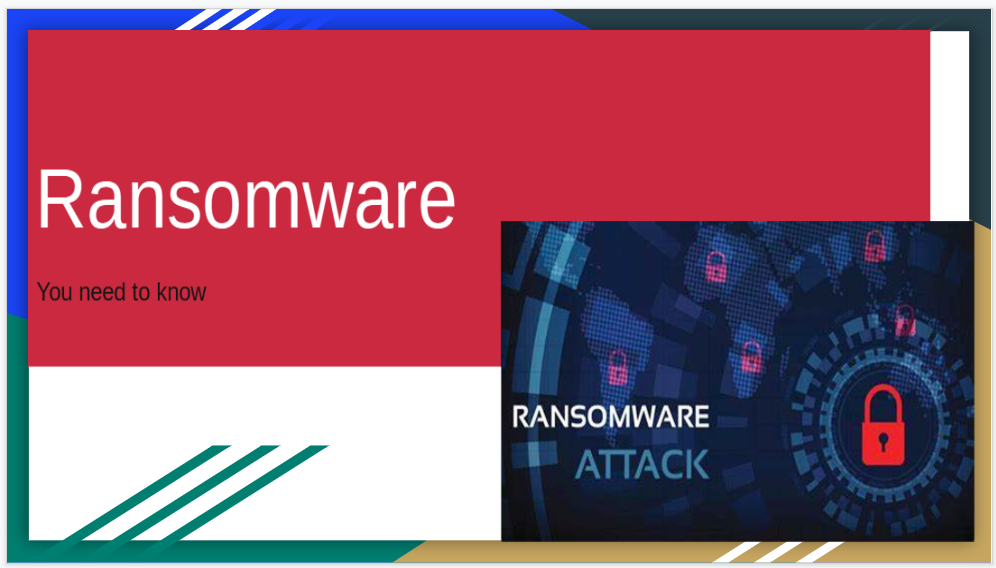 Ransomware
You need to know
RANSOMWARE
ATTACK